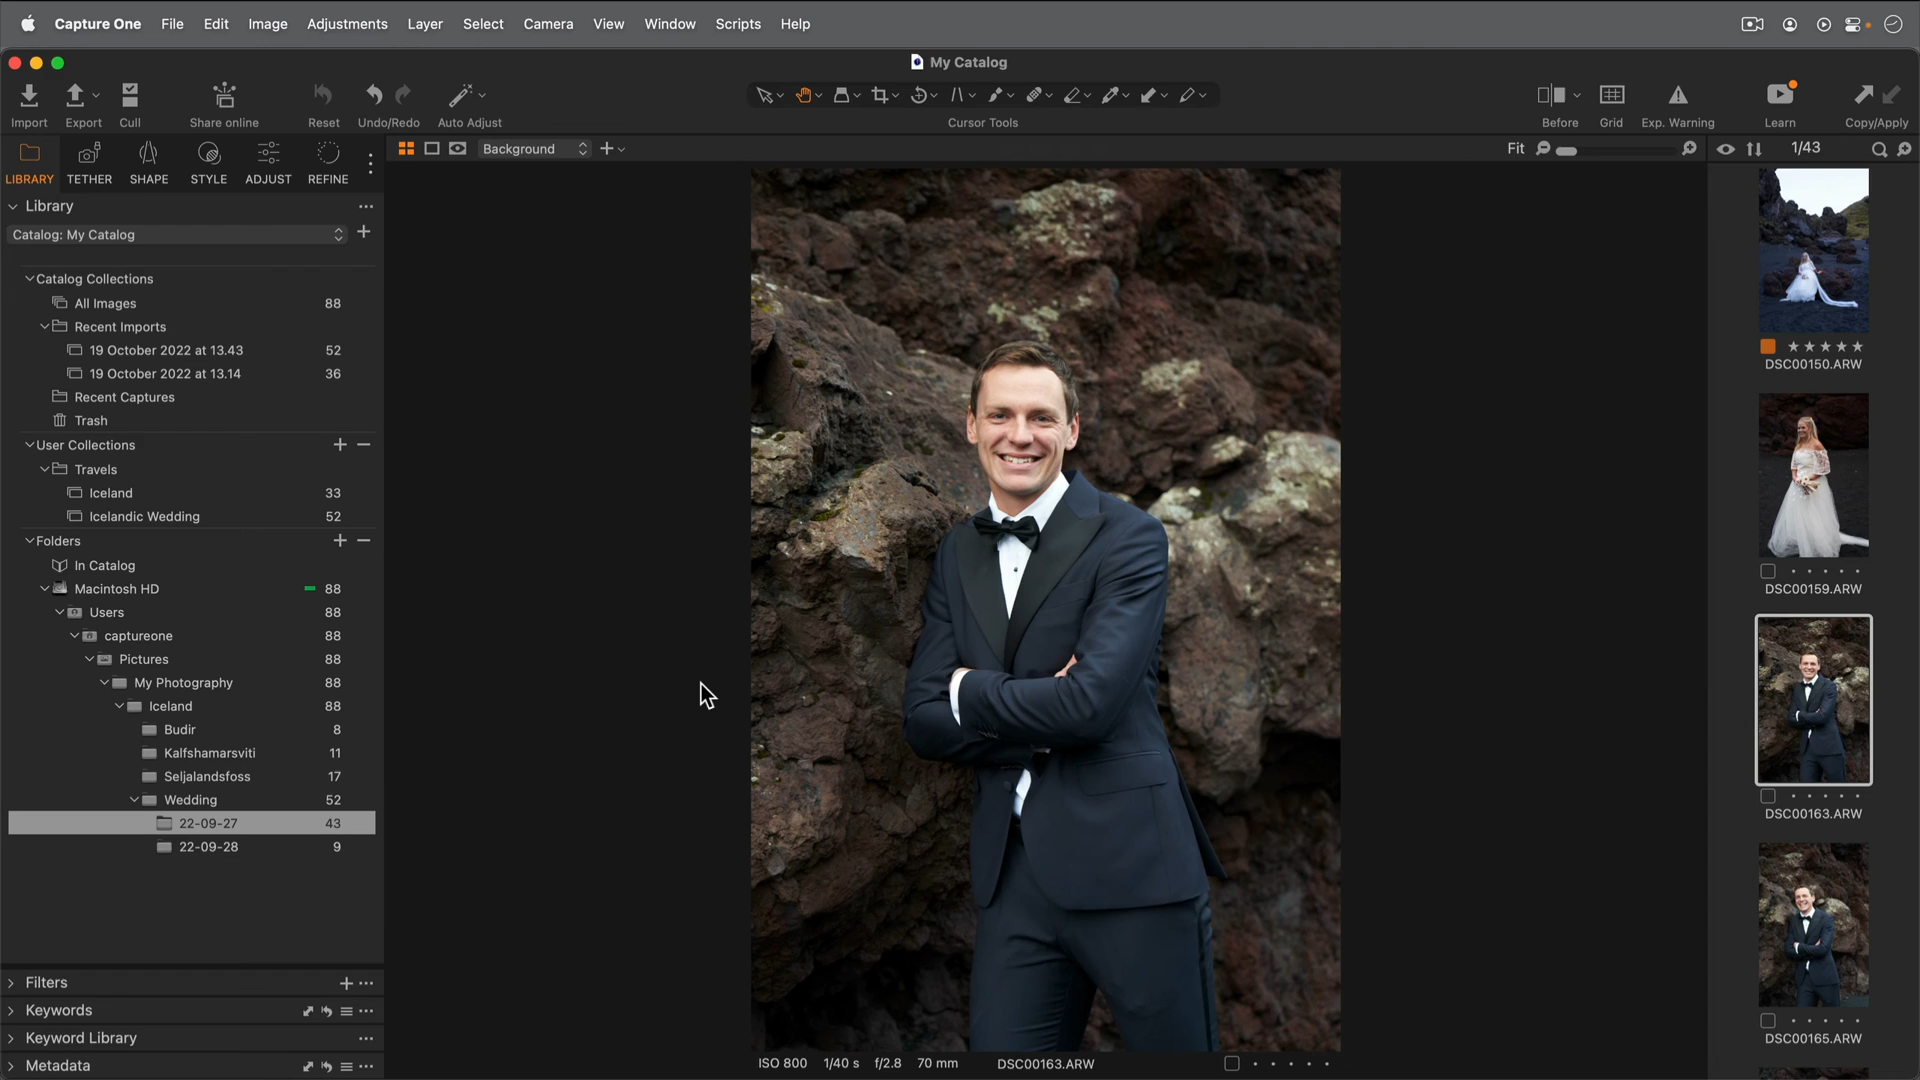 Capture One File Edit Image Adjustments Layer Select Camera View Window Scripts Help
My Catalog
Import Export Cull Share online Reset Undo/Redo Auto Adjust Cursor Tools Before Grid Exp. Warning Learn Copy/Apply
LIBRARY TETHER SHAPE STYLE ADJUST REFINE
Background
Fit
1/43
Library
Catalog: My Catalog
Catalog Collections
All Images 88
Recent Imports
19 October 2022 at 13.43 52
19 October 2022 at 13.14 36
Recent Captures
Trash
User Collections
Travels
Iceland 33
Icelandic Wedding 52
Folders
In Catalog
Macintosh HD 88
Users 88
captureone 88
Pictures 88
My Photography 88
Iceland 88
Budir 8
Kalfshamarsviti 11
Seljalandsfoss 17
Wedding 52
22-09-27 43
22-09-28 9
Filters
Keywords
Keyword Library
Metadata
ISO 800 1/40 s f/2.8 70 mm DSC00163.ARW
DSC00150.ARW
DSC00159.ARW
DSC00163.ARW
DSC00165.ARW